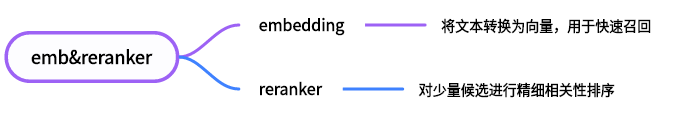 emb&reranker
embedding
将文本转换为向量，用于快速召回
reranker
对少量候选进行精细相关性排序